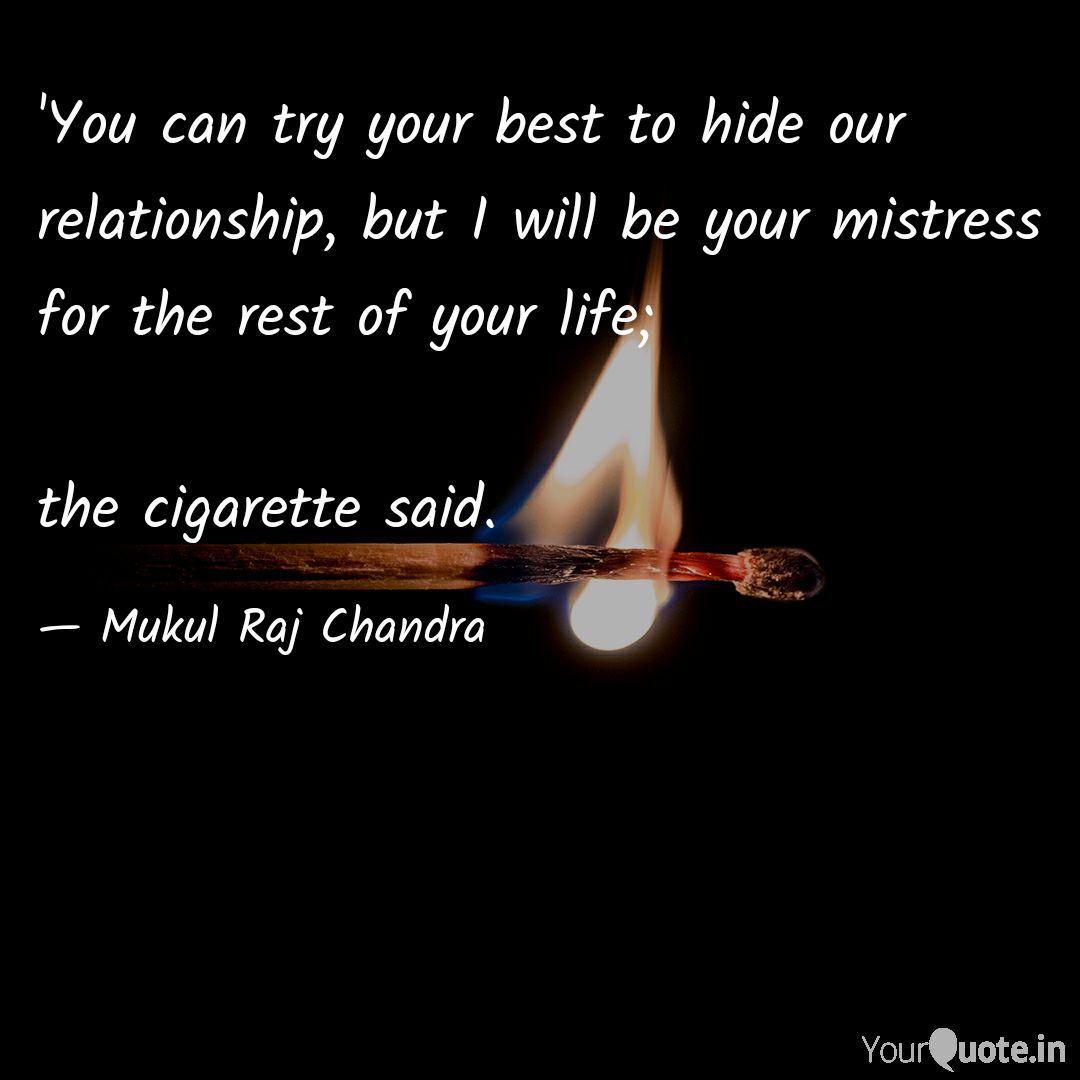 'You can try your best to hide our
relationship, but I will be your mistress
for the rest of your life;
the cigarette said.
— Mukul Raj Chandra
YourQuote.in